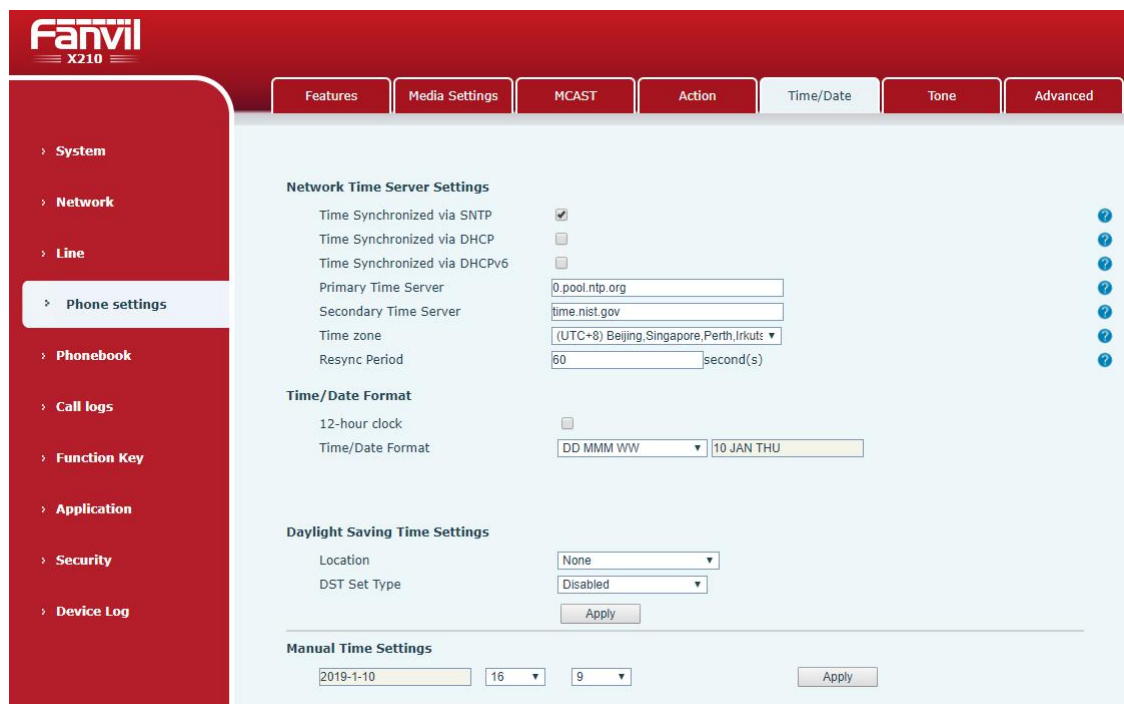 Fanvil
X210
Features Media Settings MCAST Action Time/Date Tone Advanced
› System
› Network
› Line
› Phone settings
› Phonebook
› Call logs
› Function Key
› Application
› Security
› Device Log
Network Time Server Settings
Time Synchronized via SNTP ?
Time Synchronized via DHCP ?
Time Synchronized via DHCPv6 ?
Primary Time Server 0.pool.ntp.org ?
Secondary Time Server time.nist.gov ?
Time zone (UTC+8) Beijing,Singapore,Perth,Irkuts ?
Resync Period 60 second(s) ?
Time/Date Format
12-hour clock
Time/Date Format DD MMM WW 10 JAN THU
Daylight Saving Time Settings
Location None
DST Set Type Disabled
Apply
Manual Time Settings
2019-1-10 16 9 Apply